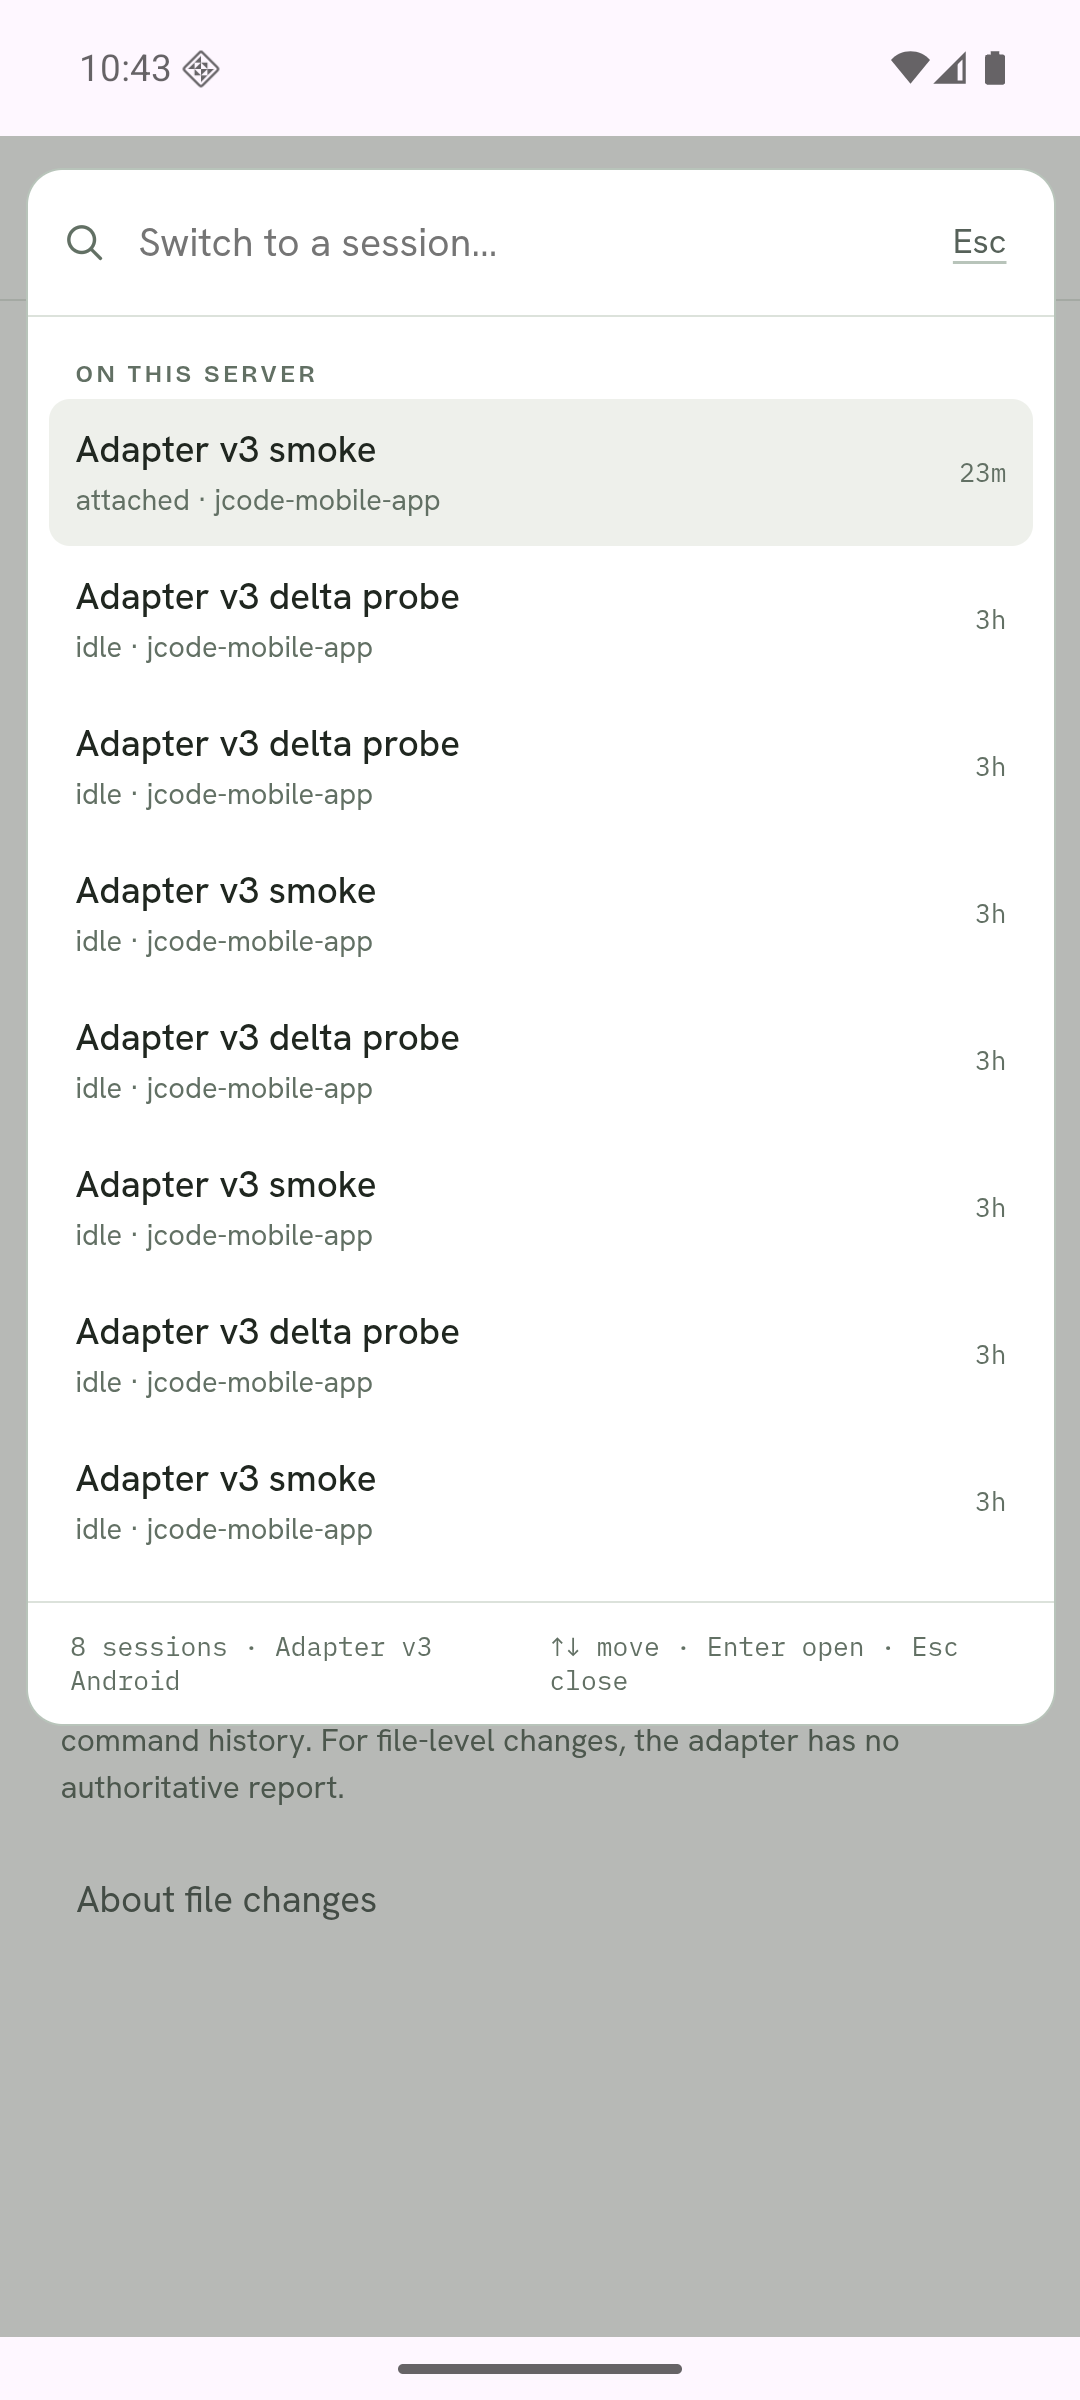 10:43
Switch to a session...
Esc
ON THIS SERVER
Adapter v3 smoke
attached · jcode-mobile-app
23m
Adapter v3 delta probe
idle · jcode-mobile-app
3h
Adapter v3 delta probe
idle · jcode-mobile-app
3h
Adapter v3 smoke
idle · jcode-mobile-app
3h
Adapter v3 delta probe
idle · jcode-mobile-app
3h
Adapter v3 smoke
idle · jcode-mobile-app
3h
Adapter v3 delta probe
idle · jcode-mobile-app
3h
Adapter v3 smoke
idle · jcode-mobile-app
3h
8 sessions · Adapter v3
Android
↑↓ move · Enter open · Esc
close
command history. For file-level changes, the adapter has no
authoritative report.
About file changes